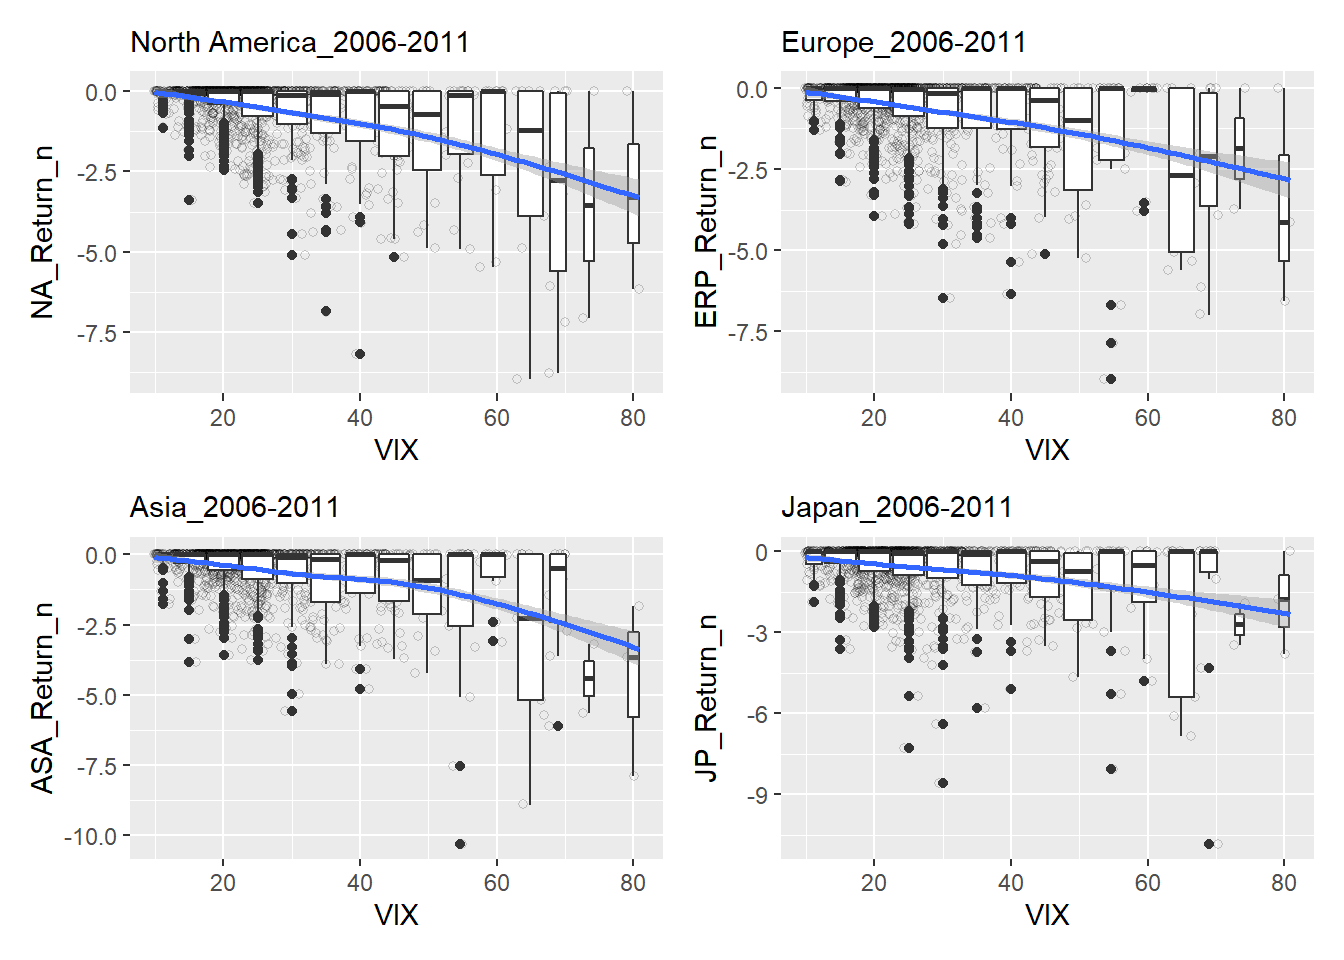 North America_2006-2011
NA_Return_n
0.0
-2.5
-5.0
-7.5
20 40 60 80
VIX
Europe_2006-2011
ERP_Return_n
0.0
-2.5
-5.0
-7.5
20 40 60 80
VIX
Asia_2006-2011
ASA_Return_n
0.0
-2.5
-5.0
-7.5
-10.0
20 40 60 80
VIX
Japan_2006-2011
JP_Return_n
0
-3
-6
-9
20 40 60 80
VIX